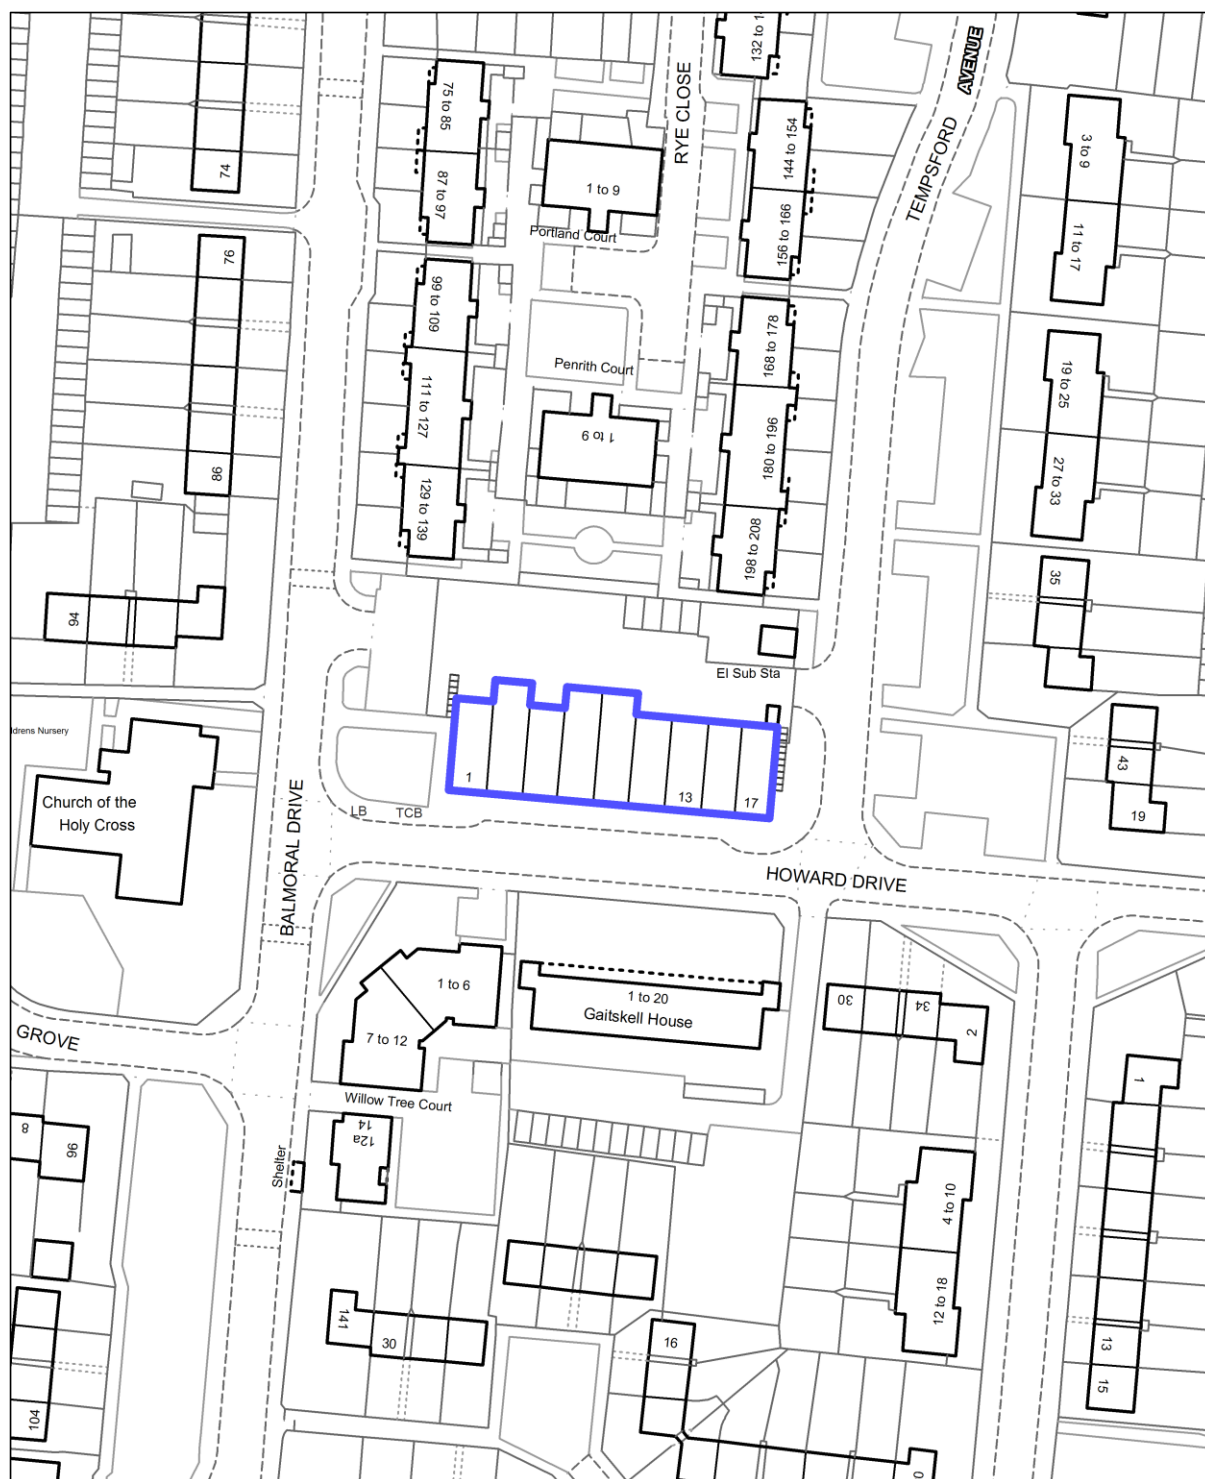 AVENUE
TEMPSFORD
RYE CLOSE
75 to 85
87 to 97
74
76
1 to 9
Portland Court
144 to 154
156 to 166
3 to 9
11 to 17
99 to 109
111 to 127
129 to 139
86
Penrith Court
1 to 9
168 to 178
180 to 196
198 to 208
19 to 25
27 to 33
35
94
El Sub Sta
ldrens Nursery
Church of the
Holy Cross
BALMORAL DRIVE
1
13
17
LB
TCB
43
19
HOWARD DRIVE
1 to 6
7 to 12
1 to 20
Gaitskell House
30
34
2
GROVE
Willow Tree Court
14
12a
Shelter
8
96
1
4 to 10
12 to 18
141
30
16
13
15
104